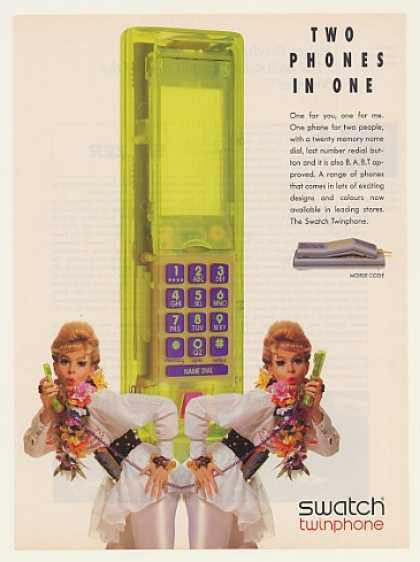 TWO
PHONES
IN ONE
One for you, one for me.
One phone for two people,
with a twenty memory name
dial, last number redial but-
ton and it is also B.A.B.T ap-
proved. A range of phones
that comes in lots of exciting
designs and colours now
available in leading stores.
The Swatch Twinphone.
MORSE CODE
1
2 ABC
3 DEF
4 GHI
5 JKL
6 MNO
7 PRS
8 TUV
9 WXY
O QZ
#
NAME DIAL
swatch
twinphone